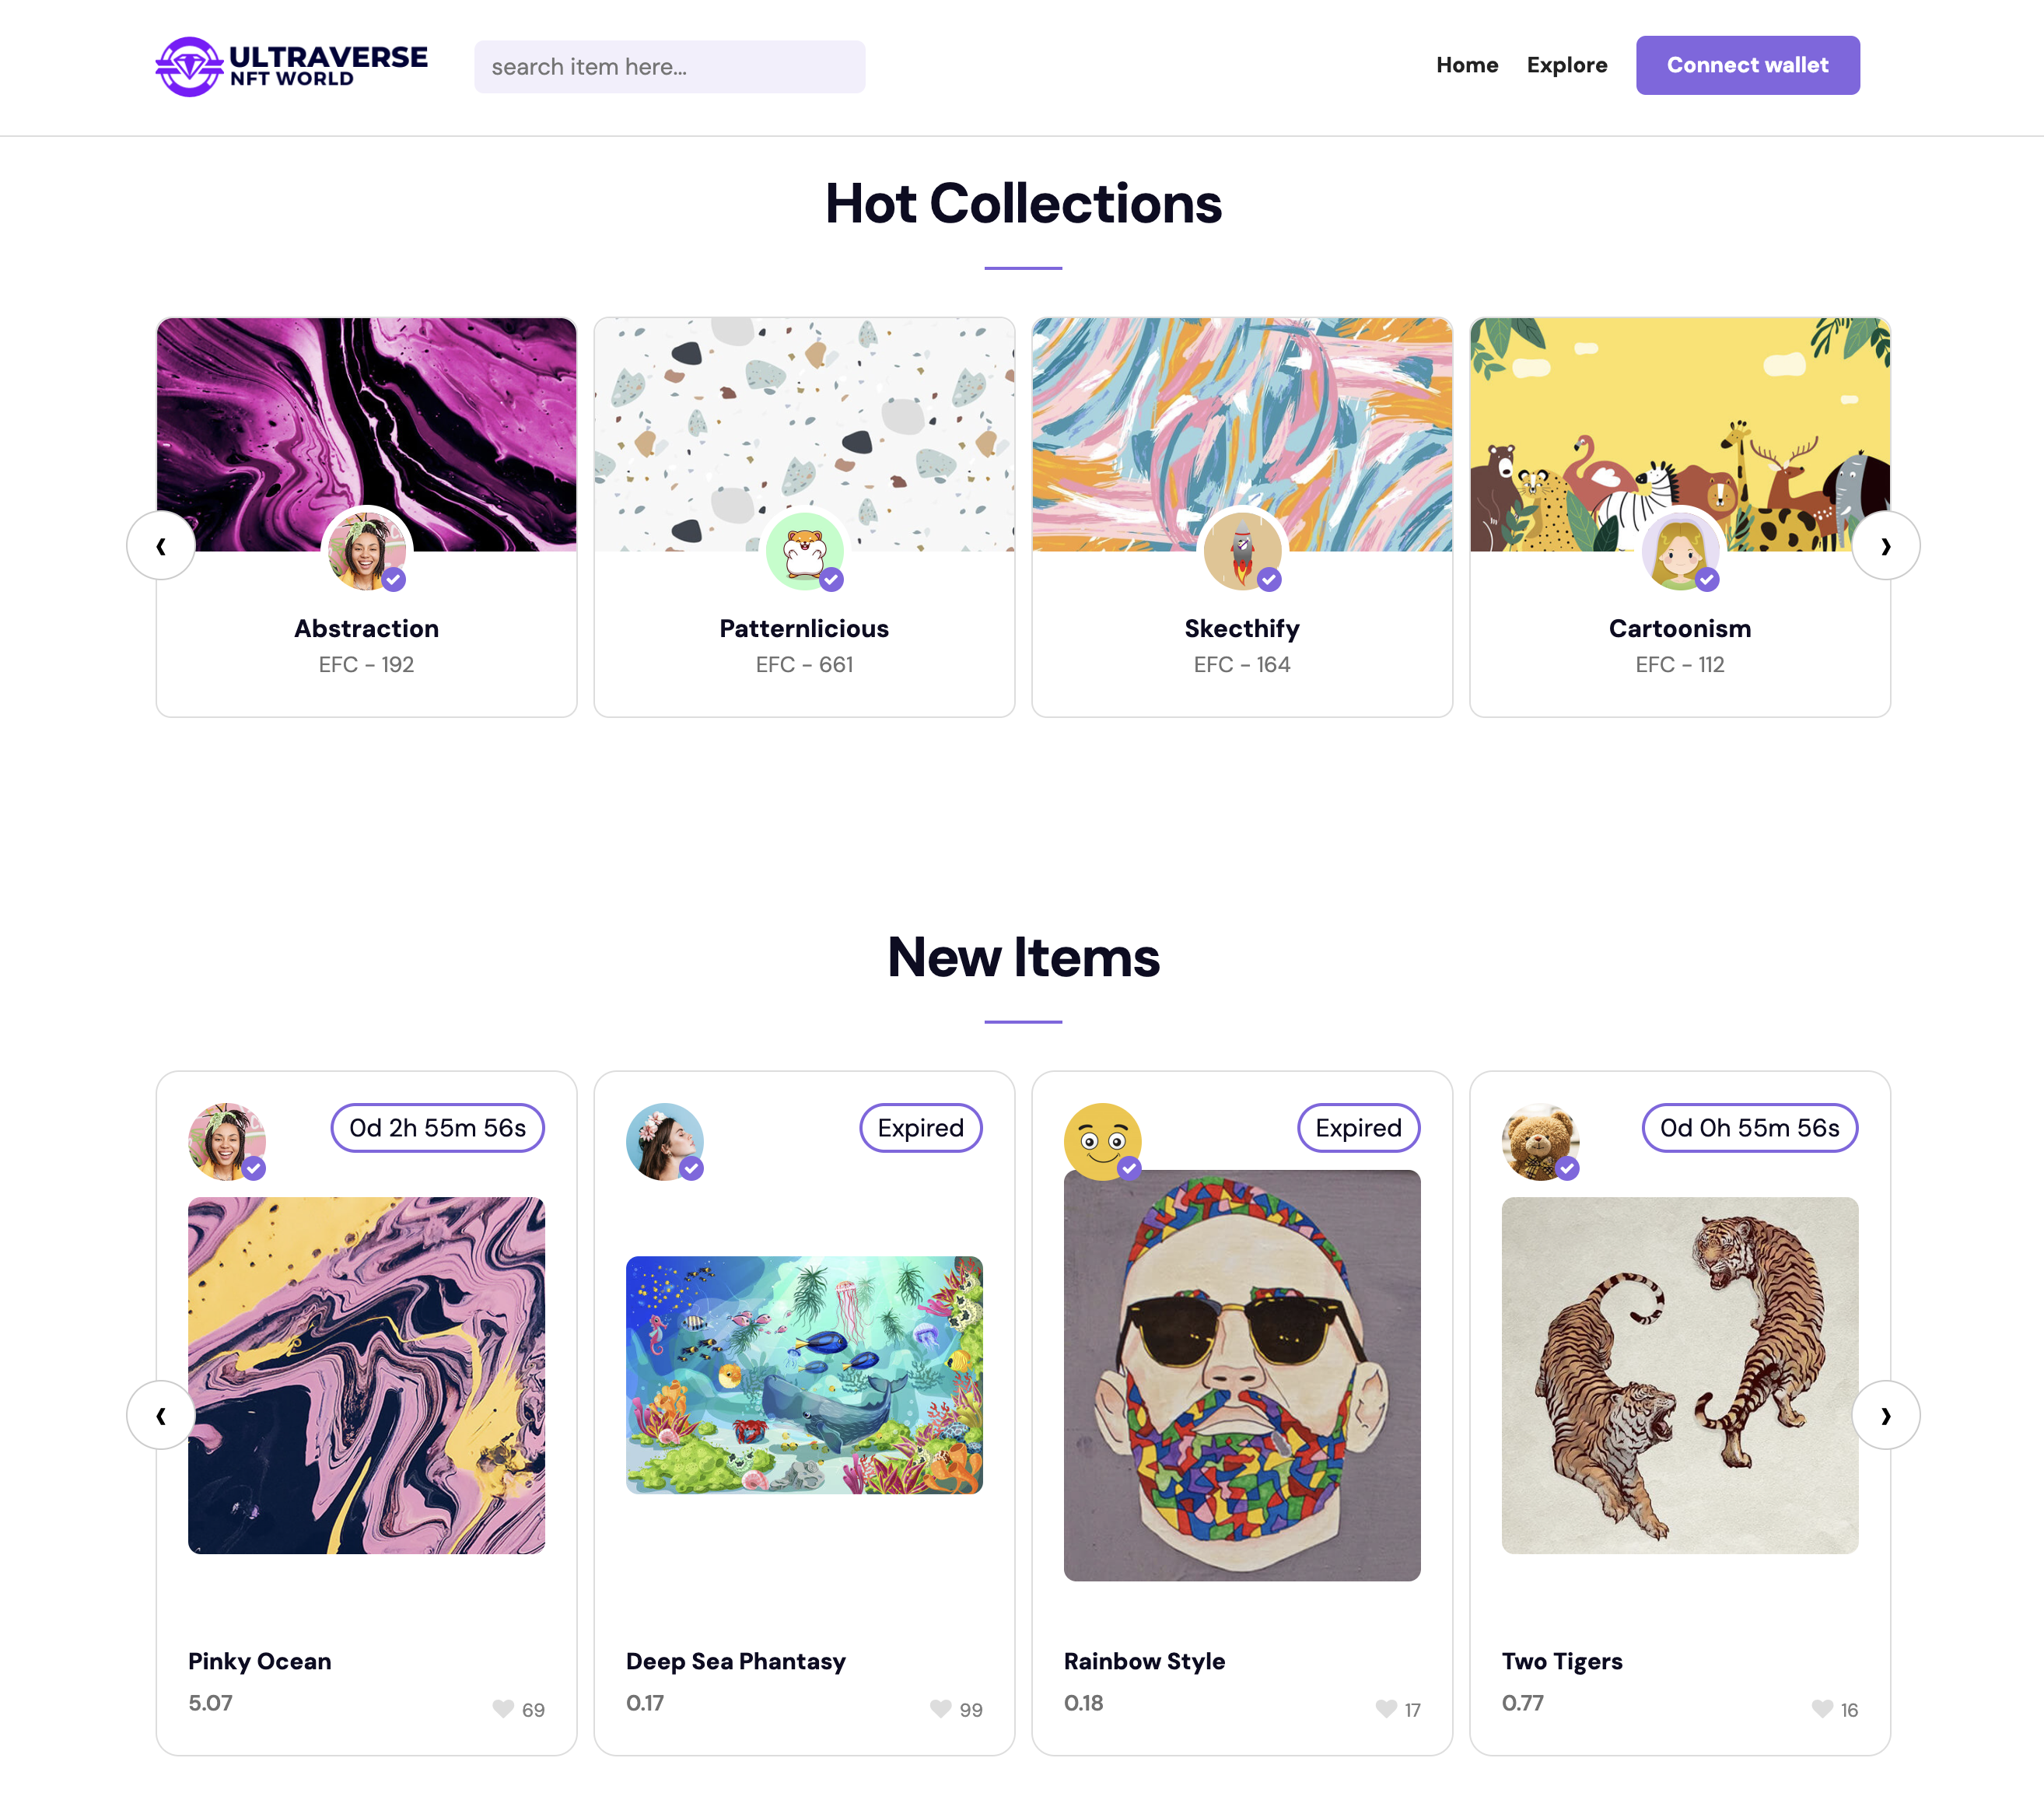 ULTRAVERSE
NFT WORLD
search item here...
Home
Explore
Connect wallet
Hot Collections
‹
›
Abstraction
EFC - 192
Patternlicious
EFC - 661
Skecthify
EFC - 164
Cartoonism
EFC - 112
New Items
0d 2h 55m 56s
Expired
Expired
0d 0h 55m 56s
‹
›
Pinky Ocean
5.07
69
Deep Sea Phantasy
0.17
99
Rainbow Style
0.18
17
Two Tigers
0.77
16